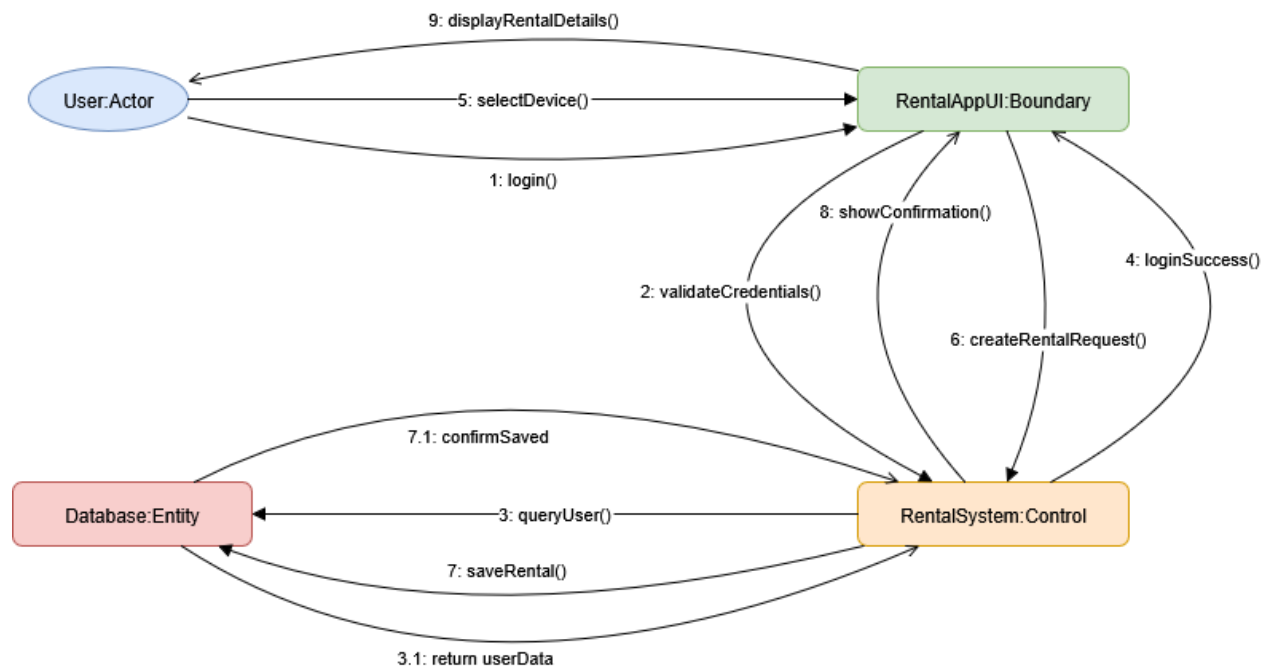 9: displayRentalDetails()
User:Actor
5: selectDevice()
RentalAppUI:Boundary
1: login()
8: showConfirmation()
4: loginSuccess()
2: validateCredentials()
6: createRentalRequest()
7.1: confirmSaved
Database:Entity
3: queryUser()
RentalSystem:Control
7: saveRental()
3.1: return userData